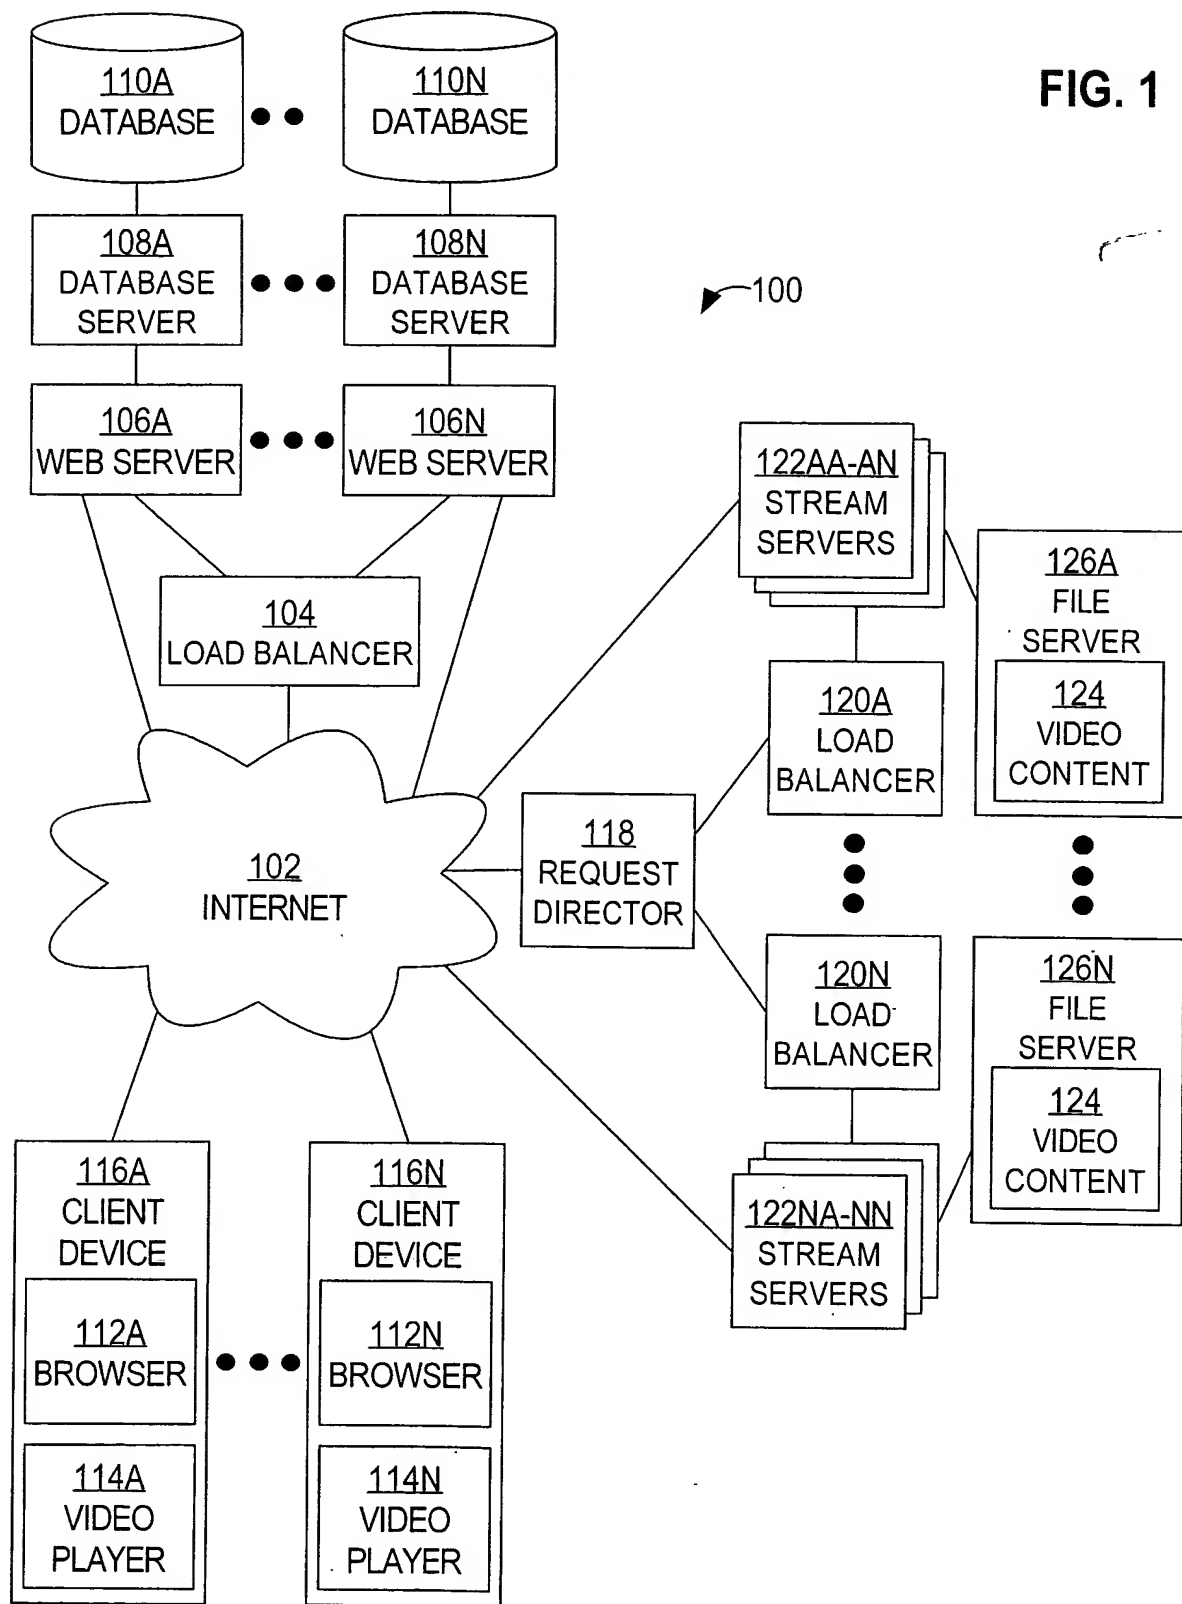 FIG. 1
110A
DATABASE
110N
DATABASE
108A
DATABASE
SERVER
108N
DATABASE
SERVER
100
106A
WEB SERVER
106N
WEB SERVER
104
LOAD BALANCER
122AA-AN
STREAM
SERVERS
126A
FILE
SERVER
124
VIDEO
CONTENT
120A
LOAD
BALANCER
118
REQUEST
DIRECTOR
102
INTERNET
120N
LOAD
BALANCER
126N
FILE
SERVER
124
VIDEO
CONTENT
122NA-NN
STREAM
SERVERS
116A
CLIENT
DEVICE
112A
BROWSER
114A
VIDEO
PLAYER
116N
CLIENT
DEVICE
112N
BROWSER
114N
VIDEO
PLAYER